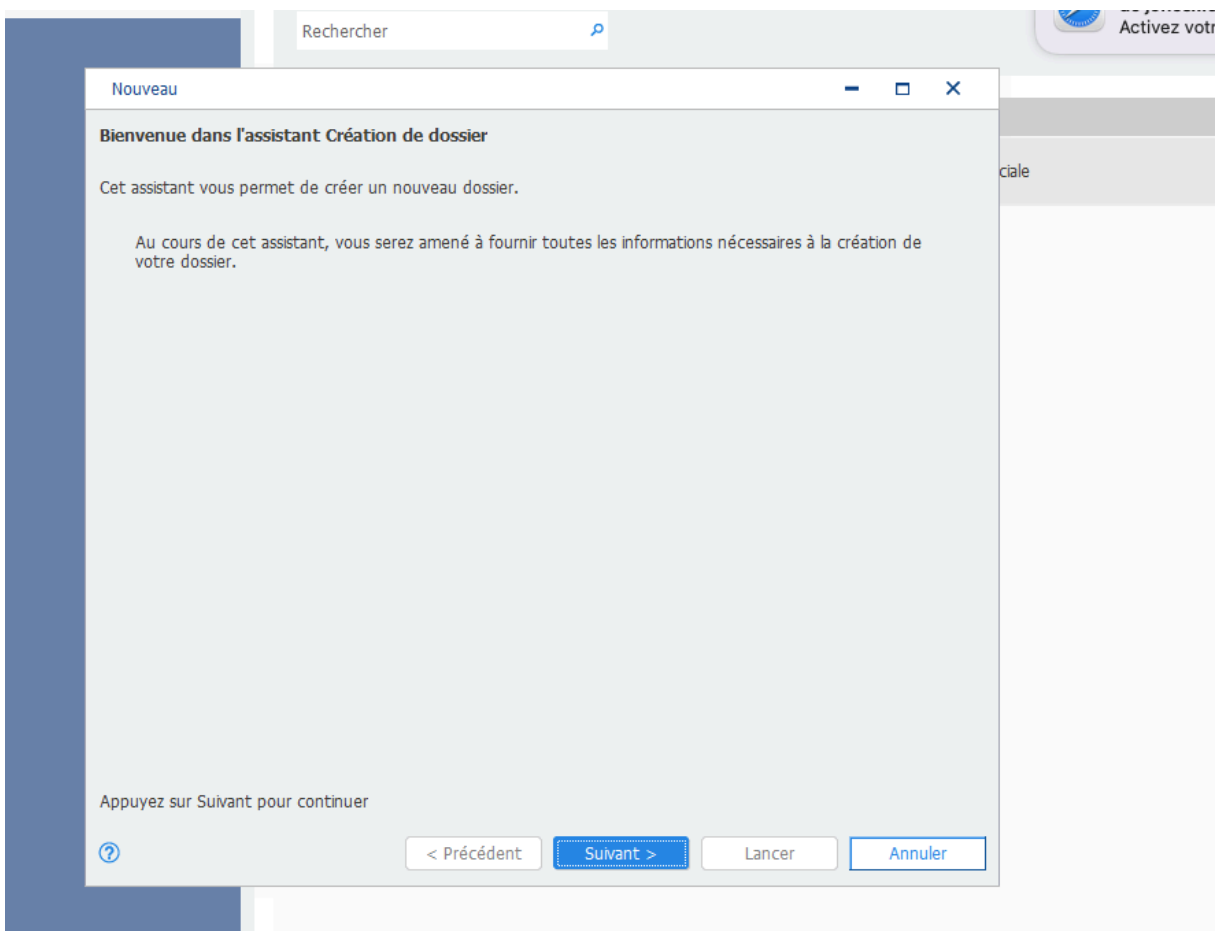 Rechercher
Activez votr
Nouveau
Bienvenue dans l'assistant Création de dossier
Cet assistant vous permet de créer un nouveau dossier.
ciale
Au cours de cet assistant, vous serez amené à fournir toutes les informations nécessaires à la création de
votre dossier.
Appuyez sur Suivant pour continuer
< Précédent
Suivant >
Lancer
Annuler